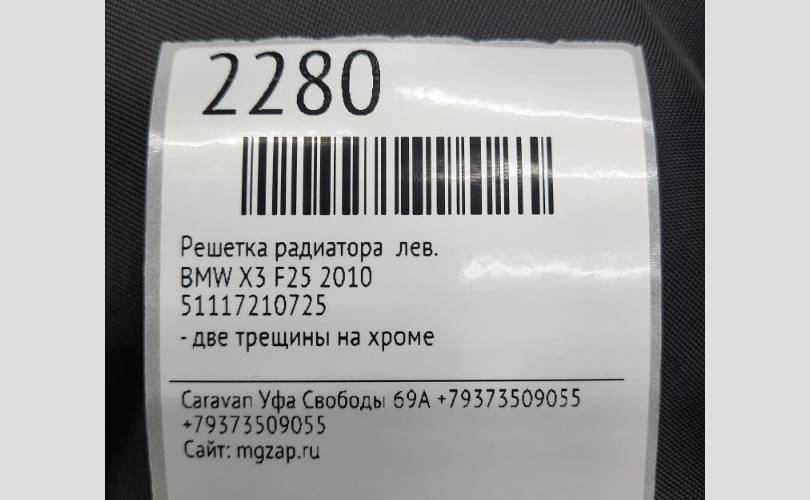 2280
Решетка радиатора лев.
BMW X3 F25 2010
51117210725
- две трещины на хроме
Caravan Уфа Свободы 69А +79373509055
+79373509055
Сайт: mgzap.ru